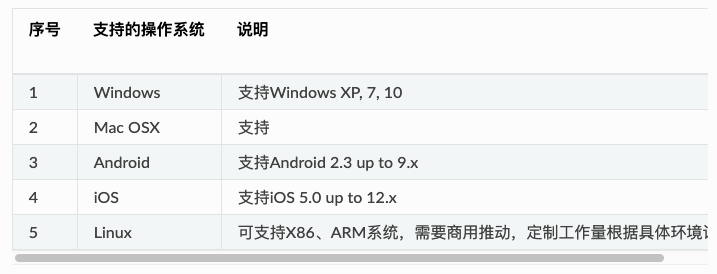 序号 支持的操作系统 说明
1 Windows 支持Windows XP, 7, 10
2 Mac OSX 支持
3 Android 支持Android 2.3 up to 9.x
4 iOS 支持iOS 5.0 up to 12.x
5 Linux 可支持X86、ARM系统，需要商用推动，定制工作量根据具体环境